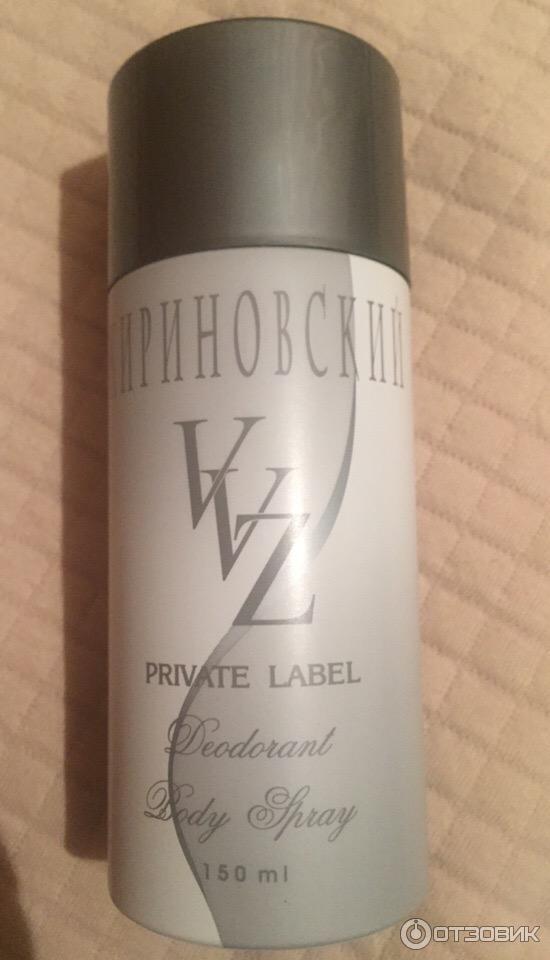 ЖИРИНОВСКИЙ
VVZ
PRIVATE LABEL
Deodorant
Body Spray
150 ml
ОТЗОВИК